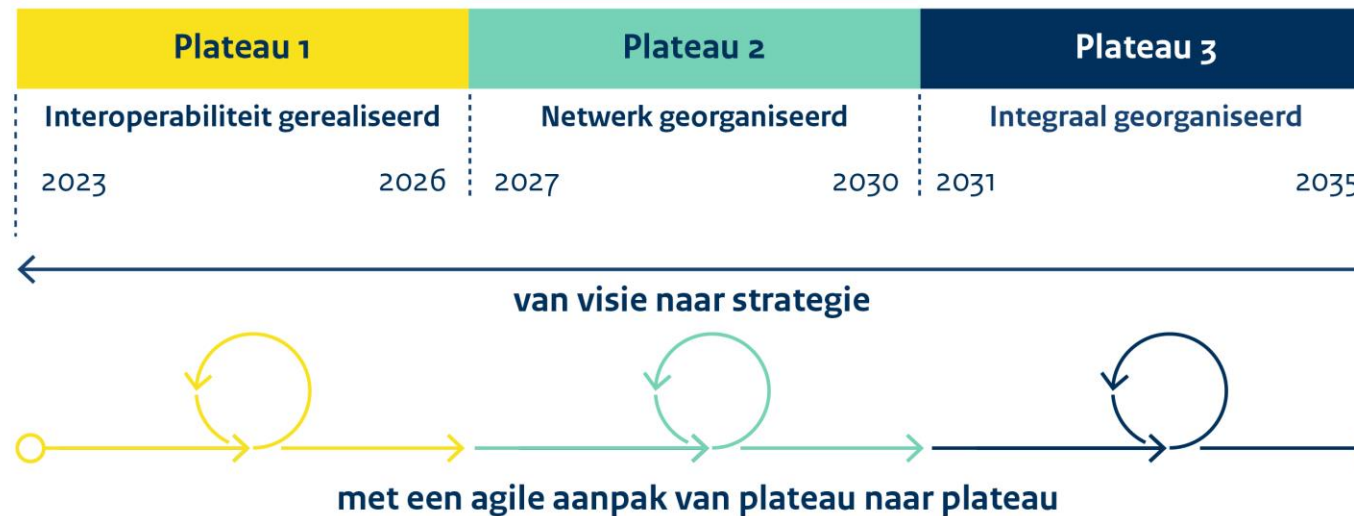 Plateau 1 Plateau 2 Plateau 3
Interoperabiliteit gerealiseerd Netwerk georganiseerd Integraal georganiseerd
2023 2026 2027 2030 2031 2035
van visie naar strategie
met een agile aanpak van plateau naar plateau